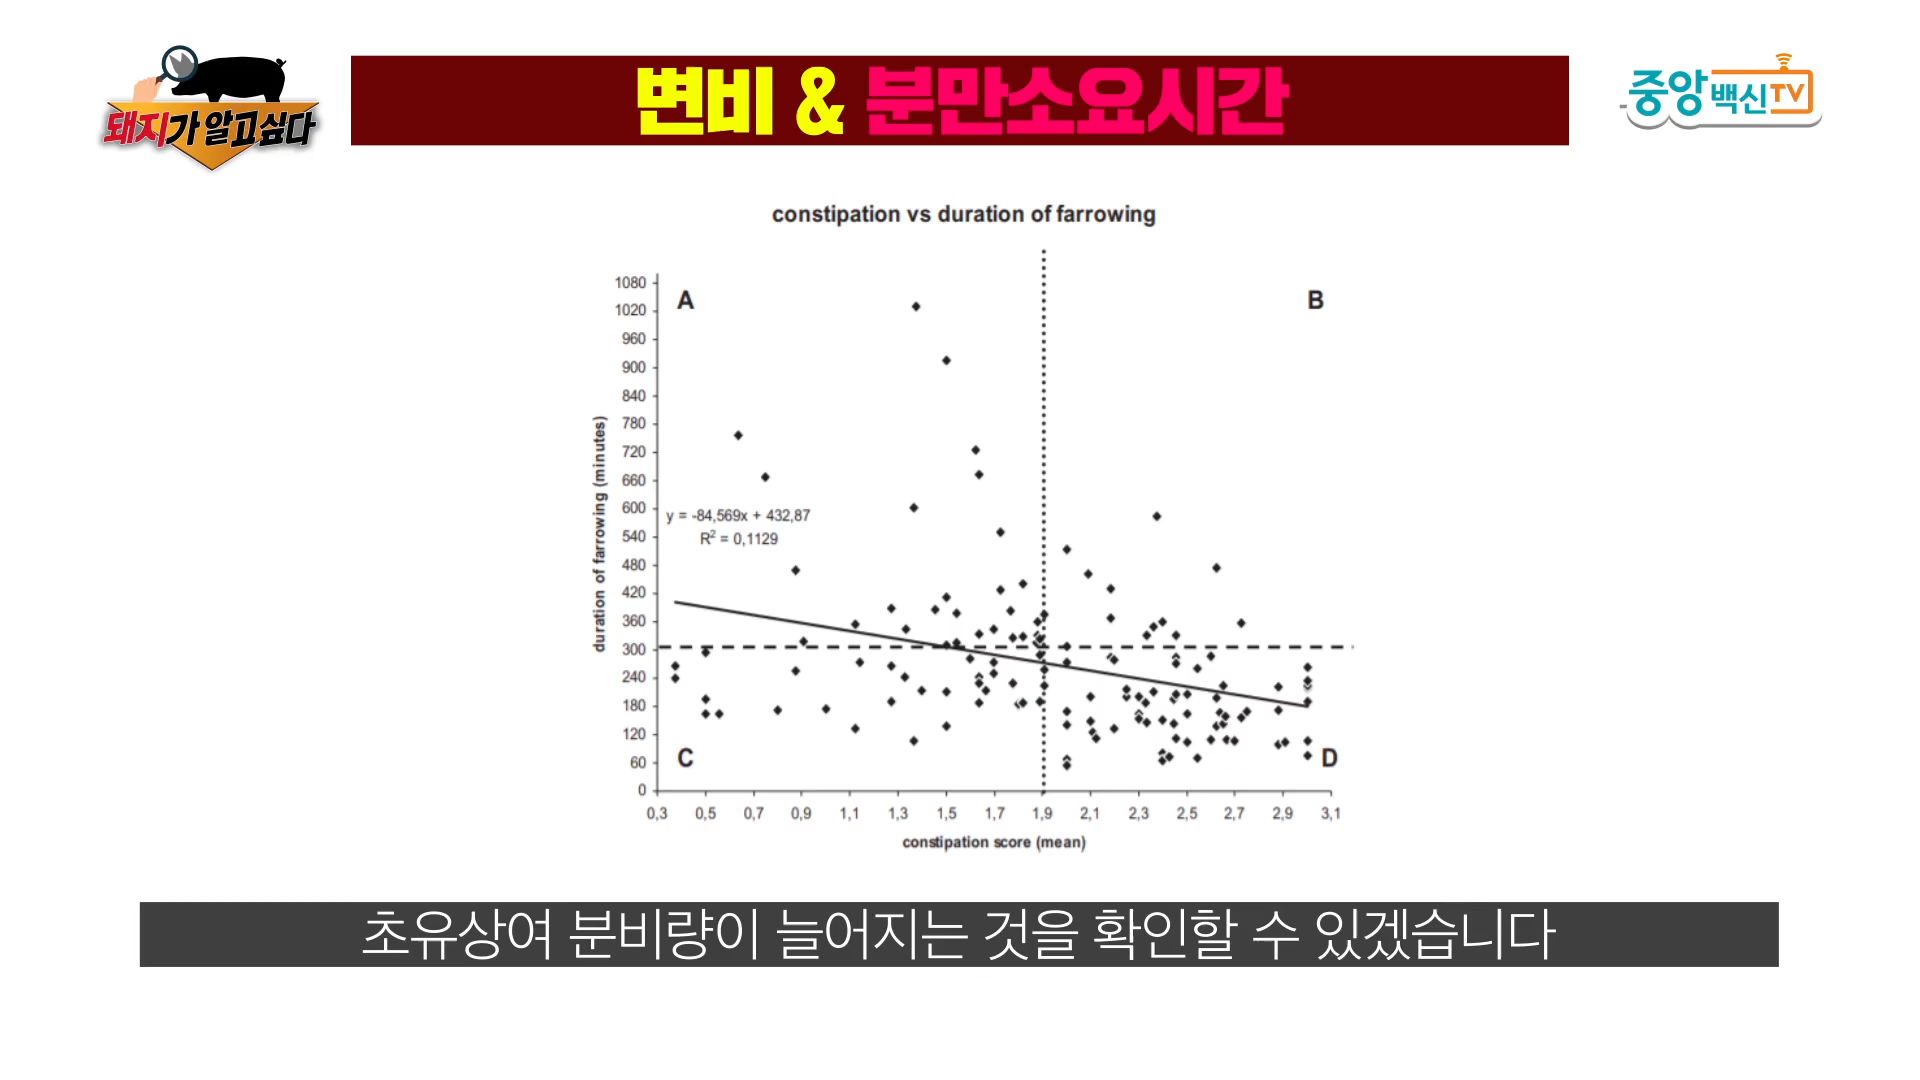 돼지가 알고싶다
변비 & 분만소요시간
중앙백신TV
constipation vs duration of farrowing
1080
1020
960
900
840
780
720
660
600
540
480
420
360
300
240
180
120
60
0
duration of farrowing (minutes)
A
B
C
D
y = -84,569x + 432,87
R² = 0,1129
0,3 0,5 0,7 0,9 1,1 1,3 1,5 1,7 1,9 2,1 2,3 2,5 2,7 2,9 3,1
constipation score (mean)
초유상여 분비량이 늘어지는 것을 확인할 수 있겠습니다